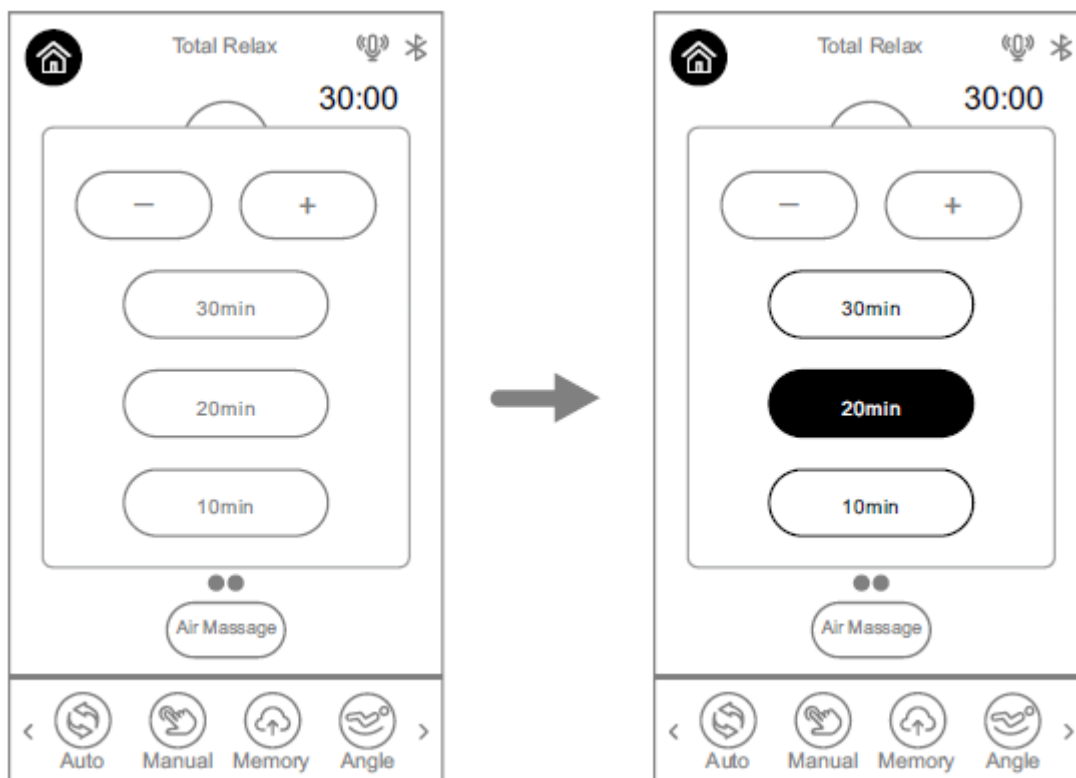 Total Relax
30:00
−
+
30min
20min
10min
Air Massage
Auto
Manual
Memory
Angle
Total Relax
30:00
−
+
30min
20min
10min
Air Massage
Auto
Manual
Memory
Angle